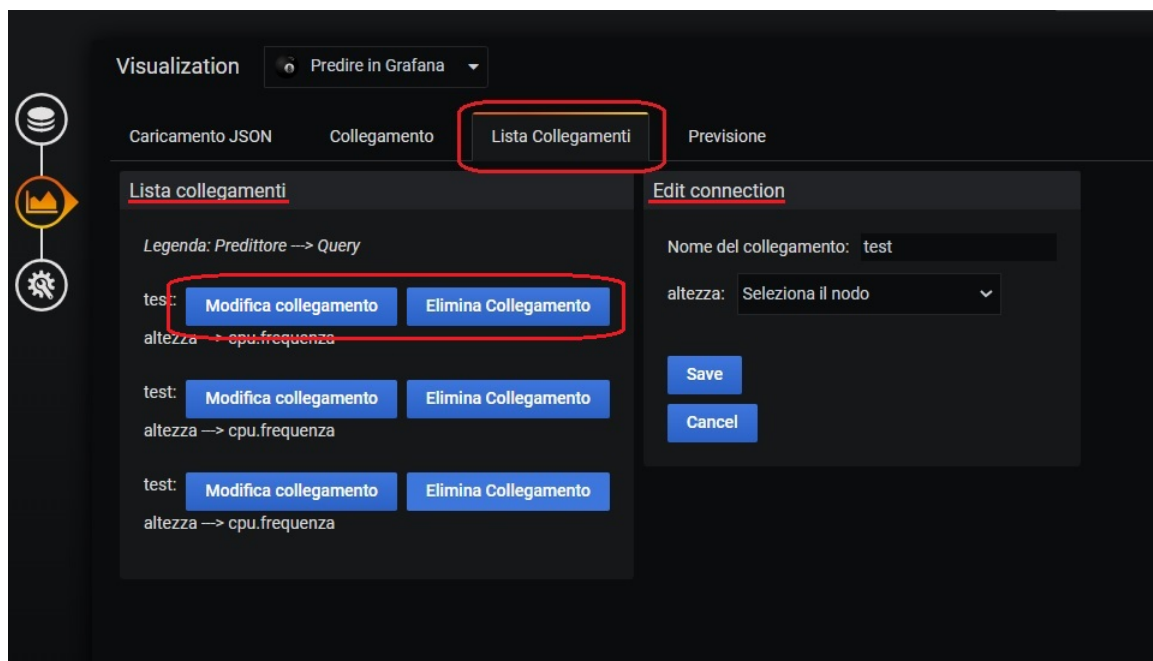 Visualization Predire in Grafana
Caricamento JSON Collegamento Lista Collegamenti Previsione
Lista collegamenti
Legenda: Predittore ---> Query
test: Modifica collegamento Elimina Collegamento
altezza ---> cpu.frequenza
test: Modifica collegamento Elimina Collegamento
altezza ---> cpu.frequenza
test: Modifica collegamento Elimina Collegamento
altezza ---> cpu.frequenza
Edit connection
Nome del collegamento: test
altezza: Seleziona il nodo
Save
Cancel